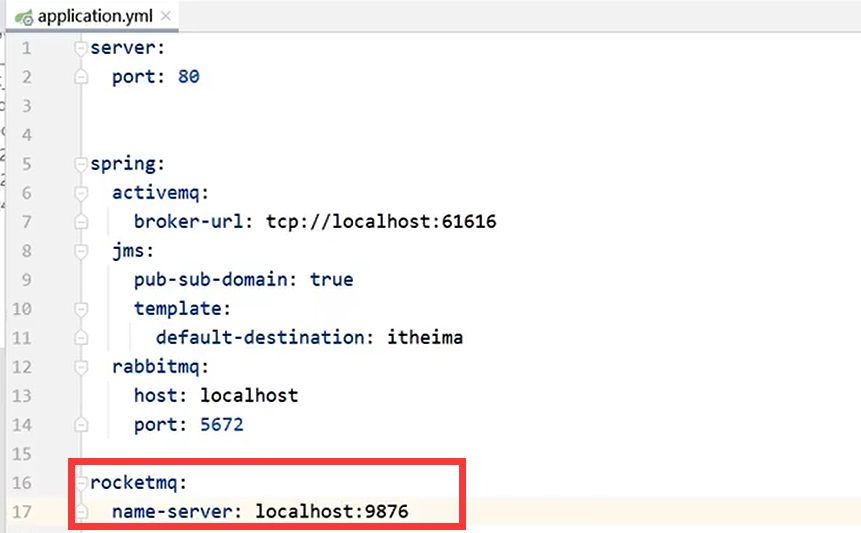 application.yml
1 server:
2 port: 80
3
4
5 spring:
6 activemq:
7 broker-url: tcp://localhost:61616
8 jms:
9 pub-sub-domain: true
10 template:
11 default-destination: itheima
12 rabbitmq:
13 host: localhost
14 port: 5672
15
16 rocketmq:
17 name-server: localhost:9876